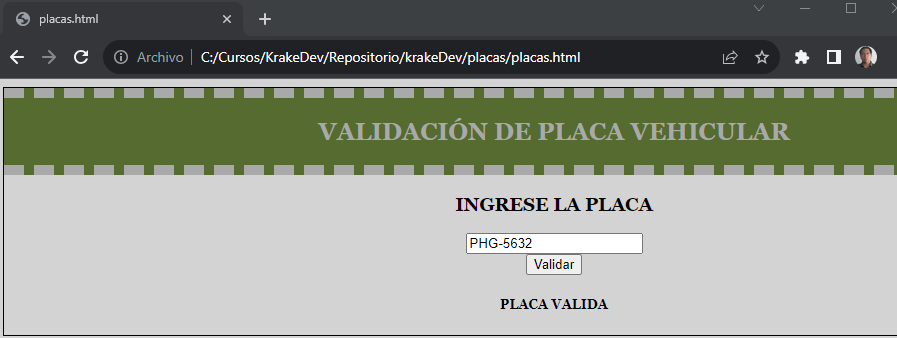 placas.html
Archivo C:/Cursos/KrakeDev/Repositorio/krakeDev/placas/placas.html
VALIDACIÓN DE PLACA VEHICULAR
INGRESE LA PLACA
PHG-5632
Validar
PLACA VALIDA